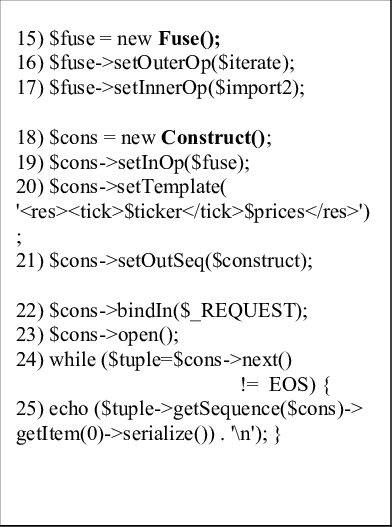 15) $fuse = new Fuse();
16) $fuse->setOuterOp($iterate);
17) $fuse->setInnerOp($import2);
18) $cons = new Construct();
19) $cons->setInOp($fuse);
20) $cons->setTemplate(
'<res><tick>$ticker</tick>$prices</res>')
;
21) $cons->setOutSeq($construct);
22) $cons->bindIn($_REQUEST);
23) $cons->open();
24) while ($tuple=$cons->next()
!= EOS) {
25) echo ($tuple->getSequence($cons)->
getItem(0)->serialize()) . '\n'); }